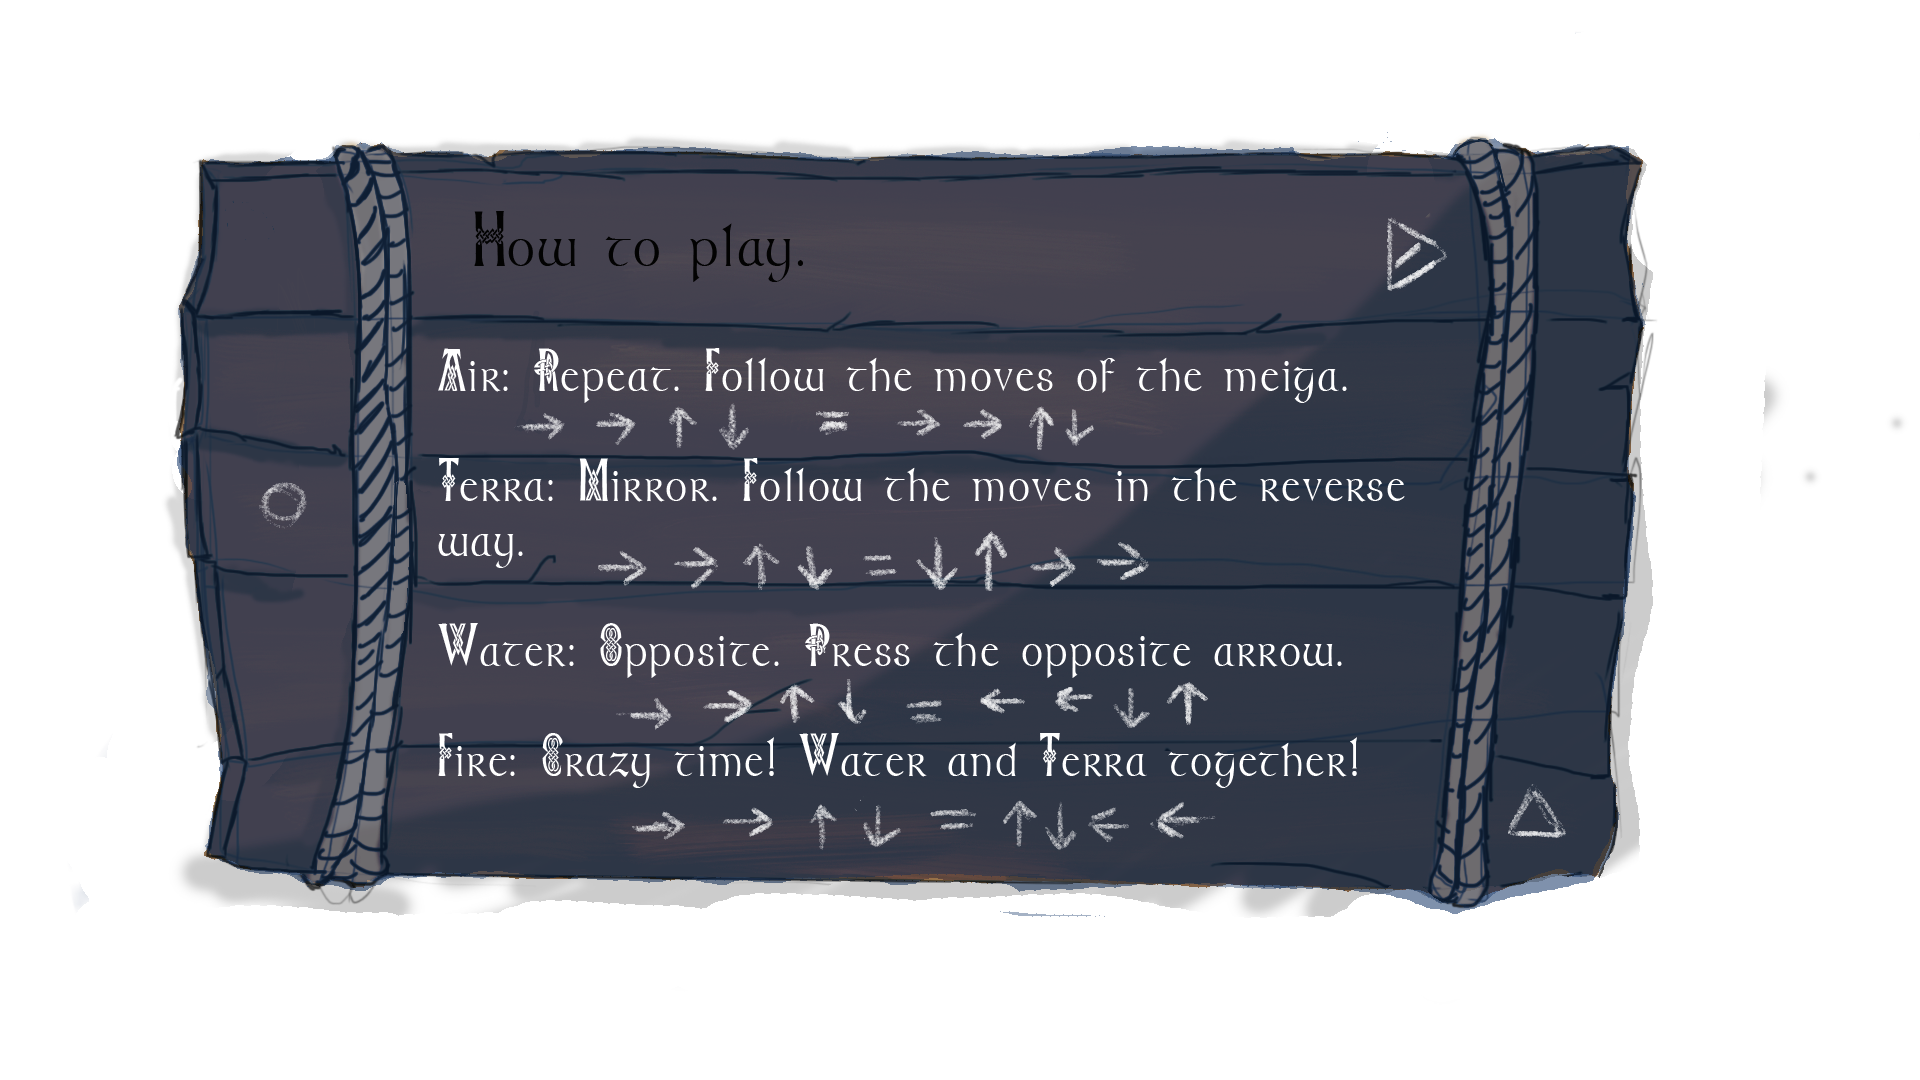 How to play.
Air: Repeat. Follow the moves of the meiga.
→ → ↑ ↓ = → → ↑ ↓
Terra: Mirror. Follow the moves in the reverse
way.
→ → ↑ ↓ = ↓ ↑ → →
Water: Opposite. Press the opposite arrow.
→ → ↑ ↓ = ← ← ↓ ↑
Fire: Crazy time! Water and Terra together!
→ → ↑ ↓ = ↑ ↓ ← ←